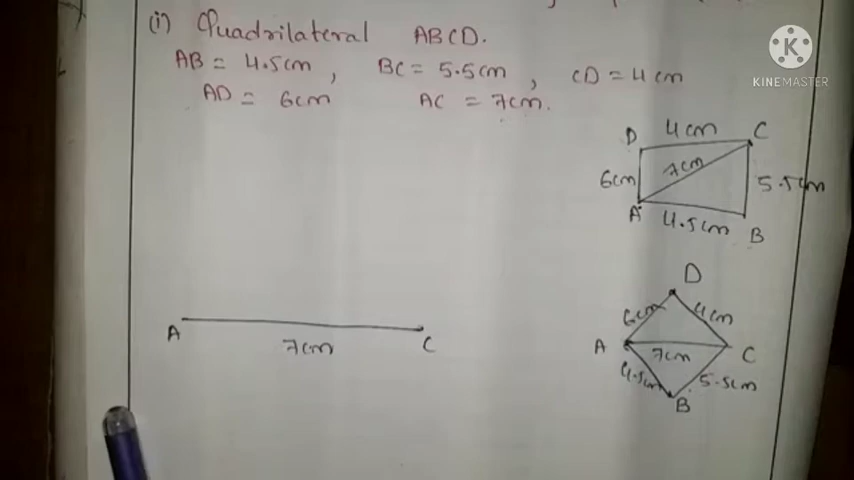 (i) Quadrilateral ABCD.
AB = 4.5cm, BC = 5.5cm, CD = 4cm
AD = 6cm AC = 7cm.
K
KINEMASTER
D 4cm C
6cm 7cm 5.5cm
A 4.5cm B
D
6cm 4cm
A 7cm C
4.5cm 5.5cm
B
A 7cm C